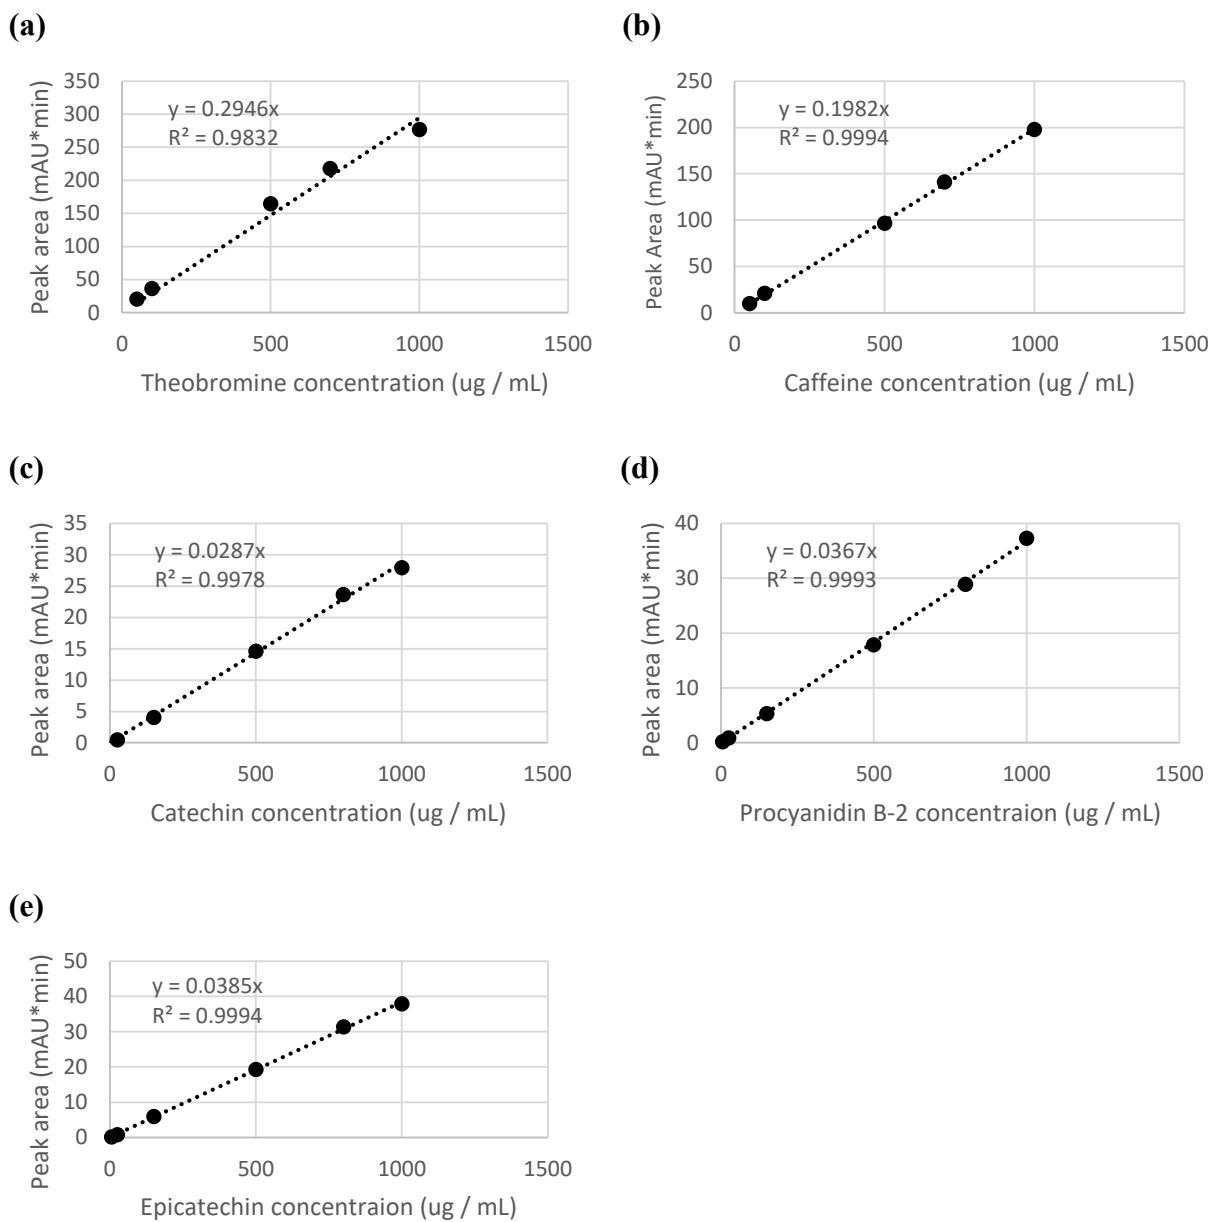 (a)
Peak area (mAU*min)
350
300
250
200
150
100
50
0
y = 0.2946x
R² = 0.9832
0 500 1000 1500
Theobromine concentration (ug / mL)
(b)
Peak Area (mAU*min)
250
200
150
100
50
0
y = 0.1982x
R² = 0.9994
0 500 1000 1500
Caffeine concentration (ug / mL)
(c)
Peak area (mAU*min)
35
30
25
20
15
10
5
0
y = 0.0287x
R² = 0.9978
0 500 1000 1500
Catechin concentration (ug / mL)
(d)
Peak area (mAU*min)
40
30
20
10
0
y = 0.0367x
R² = 0.9993
0 500 1000 1500
Procyanidin B-2 concentraion (ug / mL)
(e)
Peak area (mAU*min)
50
40
30
20
10
0
y = 0.0385x
R² = 0.9994
0 500 1000 1500
Epicatechin concentraion (ug / mL)